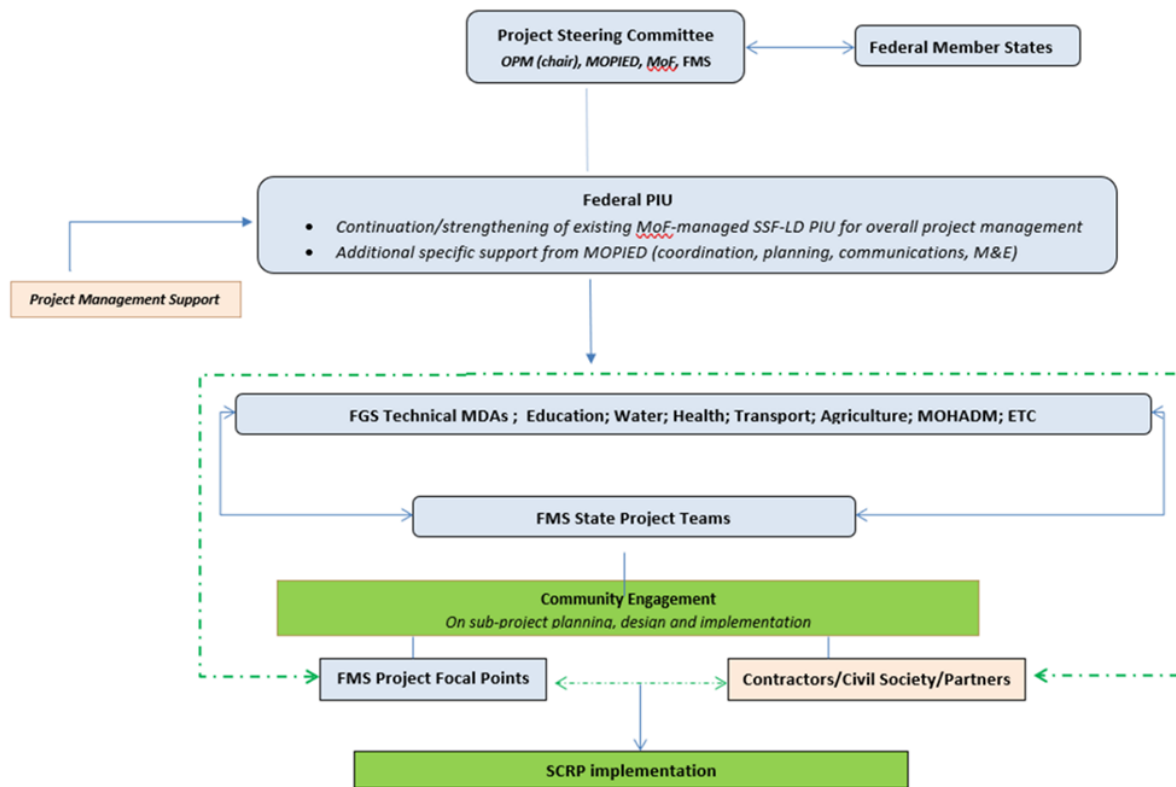 Project Steering Committee
OPM (chair), MOPIED, MoF, FMS
Federal Member States
Federal PIU
• Continuation/strengthening of existing MoF-managed SSF-LD PIU for overall project management
• Additional specific support from MOPIED (coordination, planning, communications, M&E)
Project Management Support
FGS Technical MDAs ; Education; Water; Health; Transport; Agriculture; MOHADM; ETC
FMS State Project Teams
Community Engagement
On sub-project planning, design and implementation
FMS Project Focal Points
Contractors/Civil Society/Partners
SCRP implementation